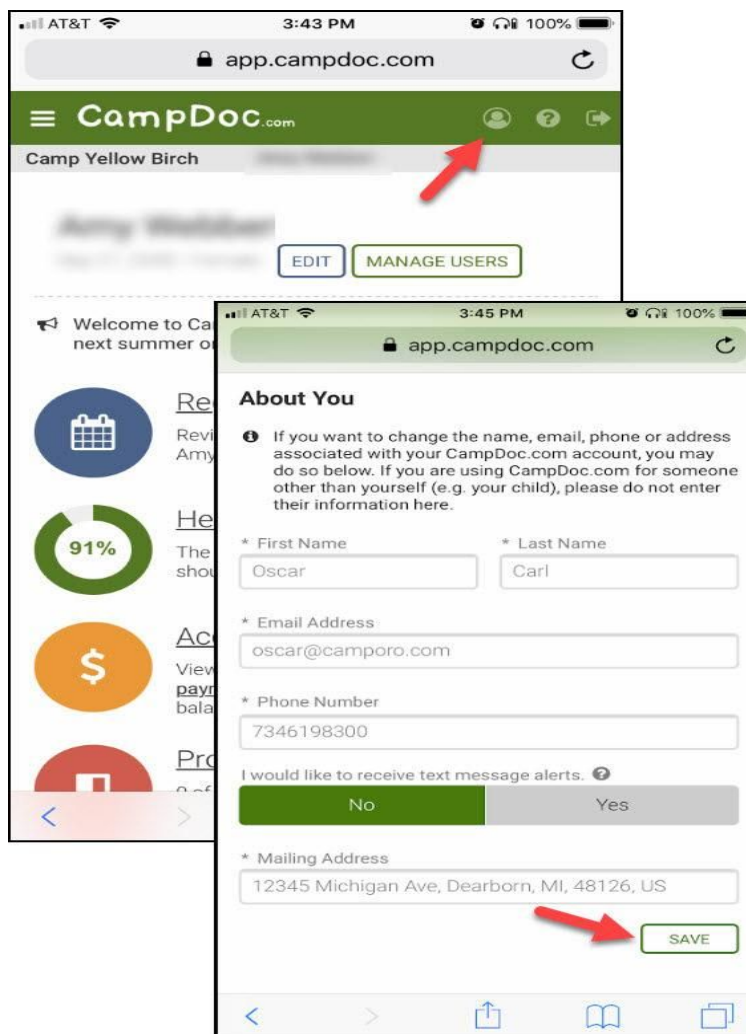 AT&T 3:43 PM 100%
app.campdoc.com
CampDoc.com
Camp Yellow Birch
EDIT MANAGE USERS
Welcome to Ca
next summer o
Re
Revi
Amy
91%
He
The
shou
$
Ac
View
payr
bala
Pro
AT&T 3:45 PM 100%
app.campdoc.com
About You
If you want to change the name, email, phone or address
associated with your CampDoc.com account, you may
do so below. If you are using CampDoc.com for someone
other than yourself (e.g. your child), please do not enter
their information here.
* First Name * Last Name
Oscar Carl
* Email Address
oscar@camporo.com
* Phone Number
7346198300
I would like to receive text message alerts. ?
No Yes
* Mailing Address
12345 Michigan Ave, Dearborn, MI, 48126, US
SAVE